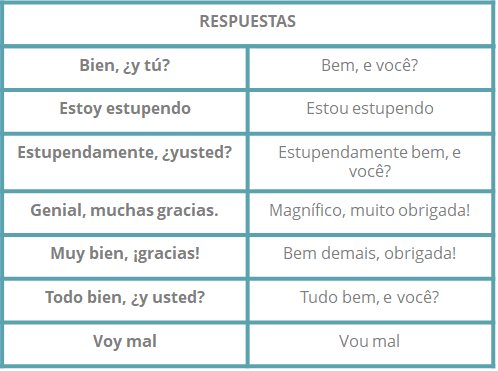 RESPUESTAS
Bien, ¿y tú?
Bem, e você?
Estoy estupendo
Estou estupendo
Estupendamente, ¿yusted?
Estupendamente bem, e
você?
Genial, muchas gracias.
Magnífico, muito obrigada!
Muy bien, ¡gracias!
Bem demais, obrigada!
Todo bien, ¿y usted?
Tudo bem, e você?
Voy mal
Vou mal